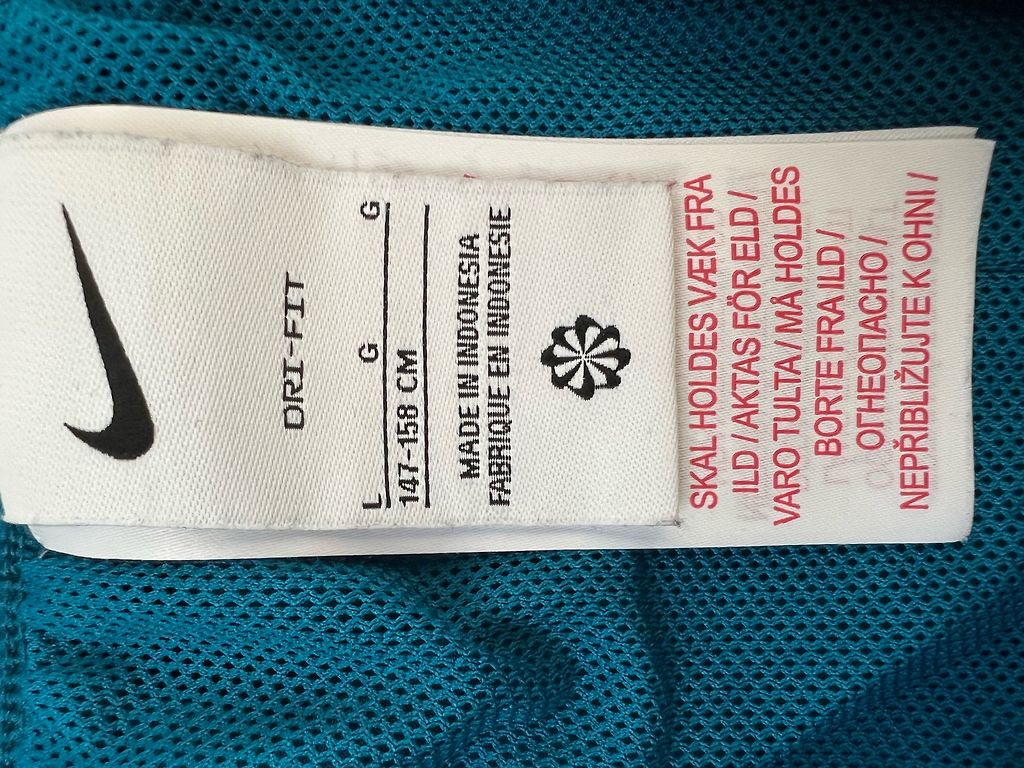 DRI-FIT
L G G
147-158 CM
MADE IN INDONESIA
FABRIQUE EN INDONESIE
SKAL HOLDES VÆK FRA
ILD / AKTAS FÖR ELD /
VARO TULTA / MÅ HOLDES
BORTE FRA ILD /
ОГНЕОПАСНО /
NEPŘIBLIŽUJTE K OHNI /